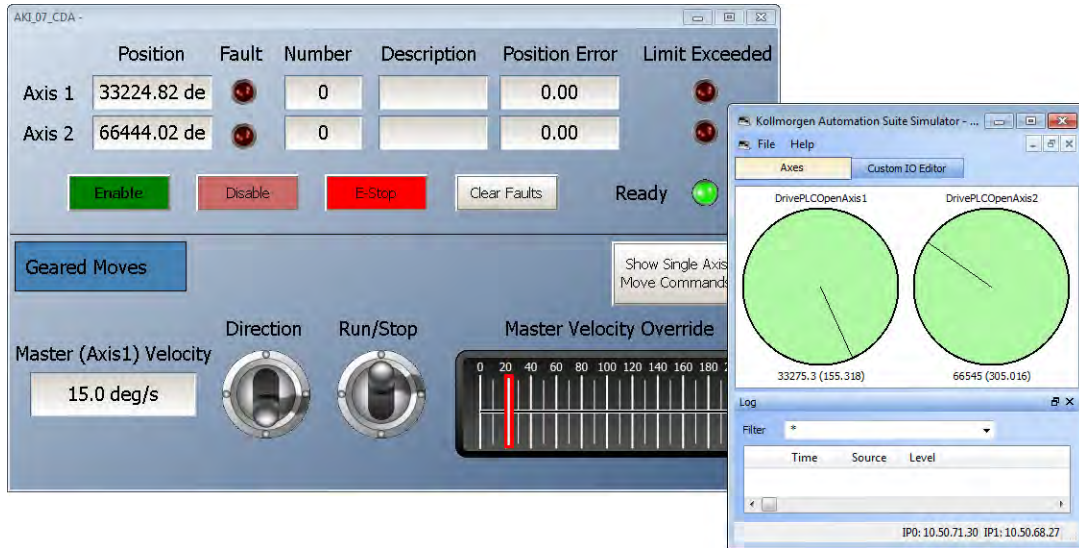 AKI_07_CDA -
Position Fault Number Description Position Error Limit Exceeded
Axis 1 33224.82 de 0 0.00
Axis 2 66444.02 de 0 0.00
Enable Disable E-Stop Clear Faults Ready
Geared Moves
Show Single Axis
Move Commands
Direction Run/Stop Master Velocity Override
Master (Axis1) Velocity
15.0 deg/s
0 20 40 60 80 100 120 140 160 180
Kollmorgen Automation Suite Simulator - ...
File Help
Axes Custom IO Editor
DrivePLCOpenAxis1 DrivePLCOpenAxis2
33275.3 (155.318) 66545 (305.016)
Log
Filter *
Time Source Level
IP0: 10.50.71.30 IP1: 10.50.68.27